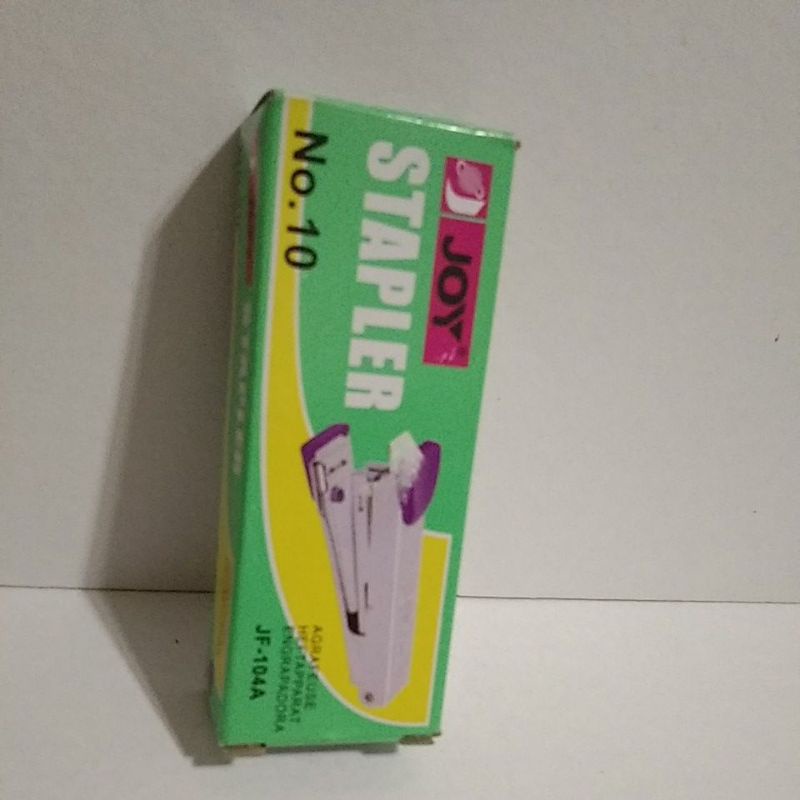 JOY®
STAPLER
No. 10
AGRAFEUSE
HEFTAPPARAT
ENGRAPADORA
JF-104A